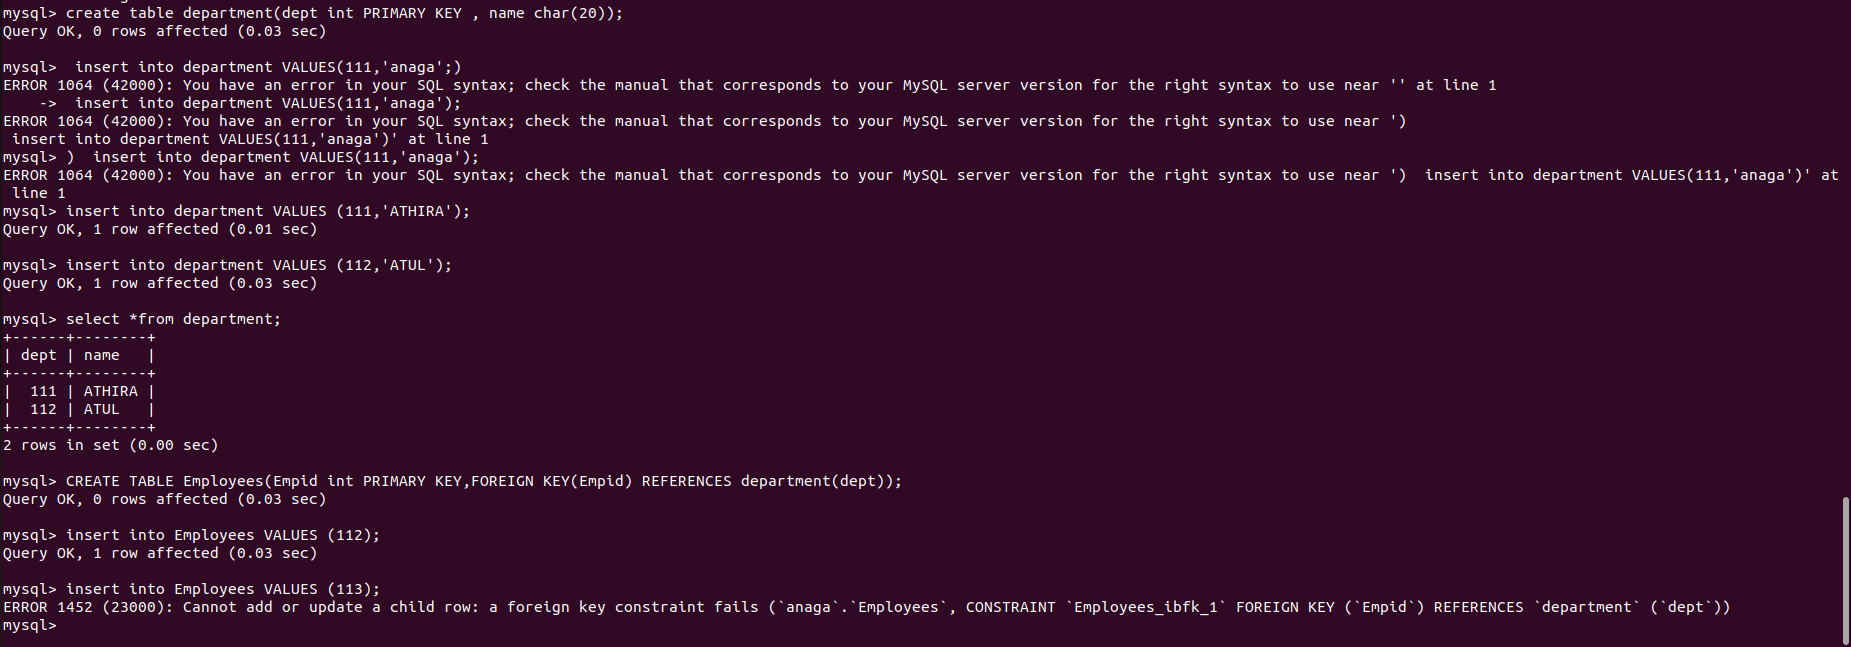 mysql> create table department(dept int PRIMARY KEY , name char(20));
Query OK, 0 rows affected (0.03 sec)
mysql>  insert into department VALUES(111,'anaga';)
ERROR 1064 (42000): You have an error in your SQL syntax; check the manual that corresponds to your MySQL server version for the right syntax to use near '' at line 1
    ->  insert into department VALUES(111,'anaga');
ERROR 1064 (42000): You have an error in your SQL syntax; check the manual that corresponds to your MySQL server version for the right syntax to use near ')
 insert into department VALUES(111,'anaga')' at line 1
mysql> )  insert into department VALUES(111,'anaga');
ERROR 1064 (42000): You have an error in your SQL syntax; check the manual that corresponds to your MySQL server version for the right syntax to use near ')  insert into department VALUES(111,'anaga')' at
 line 1
mysql> insert into department VALUES (111,'ATHIRA');
Query OK, 1 row affected (0.01 sec)
mysql> insert into department VALUES (112,'ATUL');
Query OK, 1 row affected (0.03 sec)
mysql> select *from department;
+------+--------+
| dept | name   |
+------+--------+
|  111 | ATHIRA |
|  112 | ATUL   |
+------+--------+
2 rows in set (0.00 sec)
mysql> CREATE TABLE Employees(Empid int PRIMARY KEY,FOREIGN KEY(Empid) REFERENCES department(dept));
Query OK, 0 rows affected (0.03 sec)
mysql> insert into Employees VALUES (112);
Query OK, 1 row affected (0.03 sec)
mysql> insert into Employees VALUES (113);
ERROR 1452 (23000): Cannot add or update a child row: a foreign key constraint fails (`anaga`.`Employees`, CONSTRAINT `Employees_ibfk_1` FOREIGN KEY (`Empid`) REFERENCES `department` (`dept`))
mysql>